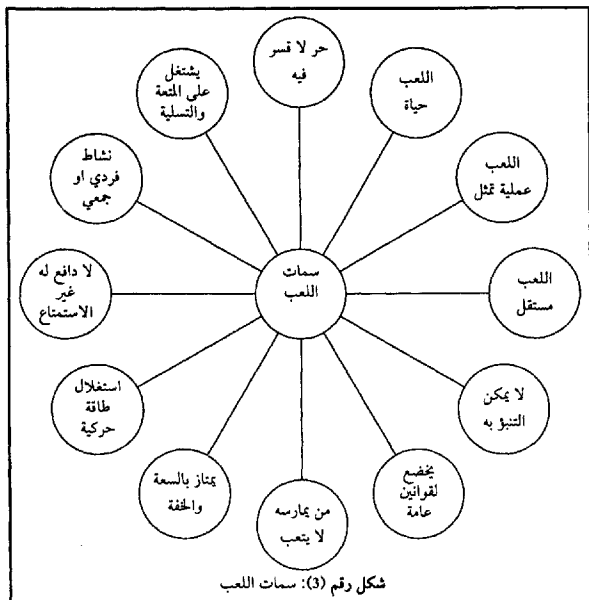 حر لا قسر
فيه
اللعب
حياة
اللعب
عملية تمثل
اللعب
مستقل
لا يمكن
التنبؤ به
يخضع
لقوانين
عامة
من يمارسه
لا يتعب
يمتاز بالسعة
والخفة
استغلال
طاقة
حركية
لا دافع له
غير
الاستمتاع
نشاط
فردي او
جمعي
يشتغل
على المتعة
والتسلية
سمات
اللعب
شكل رقم (3): سمات اللعب